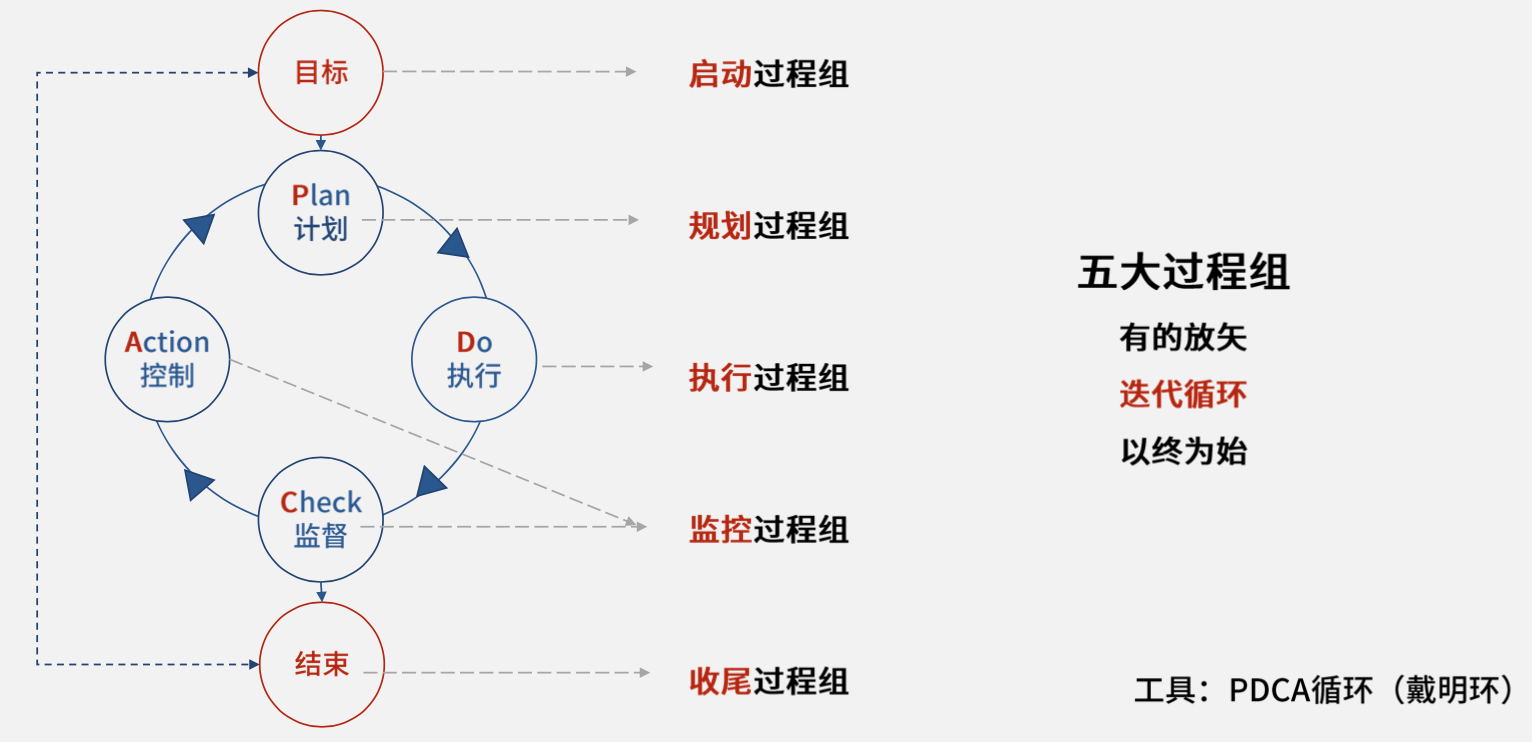 目标
启动过程组
Plan
计划
规划过程组
五大过程组
有的放矢
Action
控制
Do
执行
执行过程组
迭代循环
以终为始
Check
监督
监控过程组
结束
收尾过程组
工具：PDCA循环（戴明环）